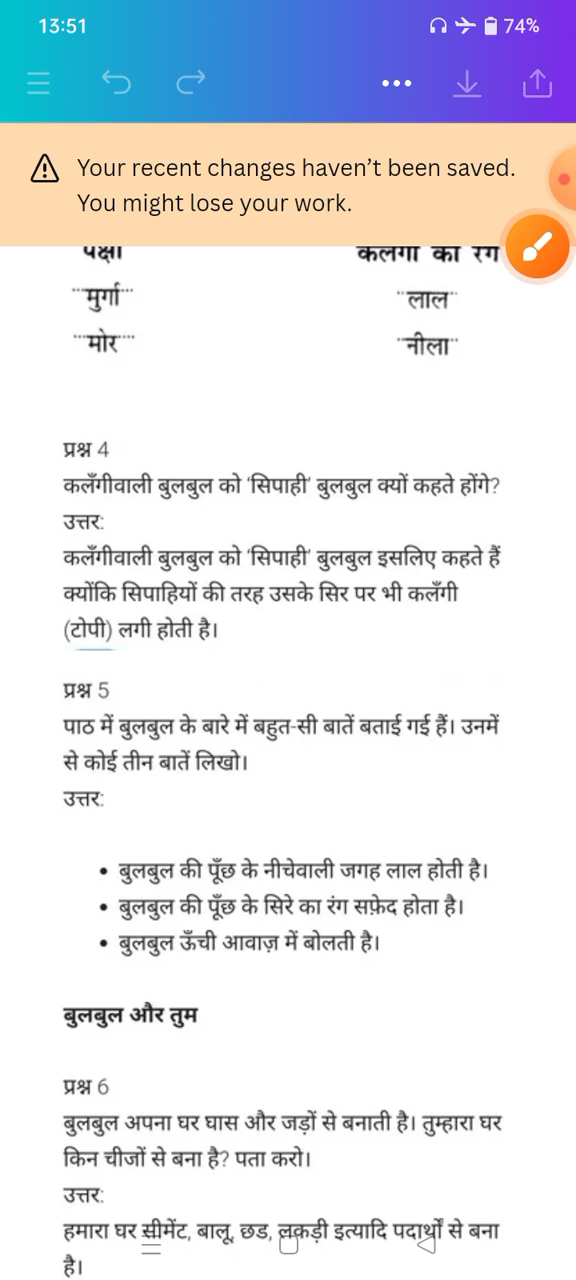 13:51
74%
Your recent changes haven't been saved.
You might lose your work.
पक्षी कलँगी का रंग
मुर्गा लाल
मोर नीला
प्रश्न 4
कलँगीवाली बुलबुल को 'सिपाही' बुलबुल क्यों कहते होंगे?
उत्तर:
कलँगीवाली बुलबुल को 'सिपाही' बुलबुल इसलिए कहते हैं
क्योंकि सिपाहियों की तरह उसके सिर पर भी कलँगी
(टोपी) लगी होती है।
प्रश्न 5
पाठ में बुलबुल के बारे में बहुत-सी बातें बताई गई हैं। उनमें
से कोई तीन बातें लिखो।
उत्तर:
• बुलबुल की पूँछ के नीचेवाली जगह लाल होती है।
• बुलबुल की पूँछ के सिरे का रंग सफ़ेद होता है।
• बुलबुल ऊँची आवाज़ में बोलती है।
बुलबुल और तुम
प्रश्न 6
बुलबुल अपना घर घास और जड़ों से बनाती है। तुम्हारा घर
किन चीजों से बना है? पता करो।
उत्तर:
हमारा घर सीमेंट, बालू, छड, लकड़ी इत्यादि पदार्थों से बना
है।